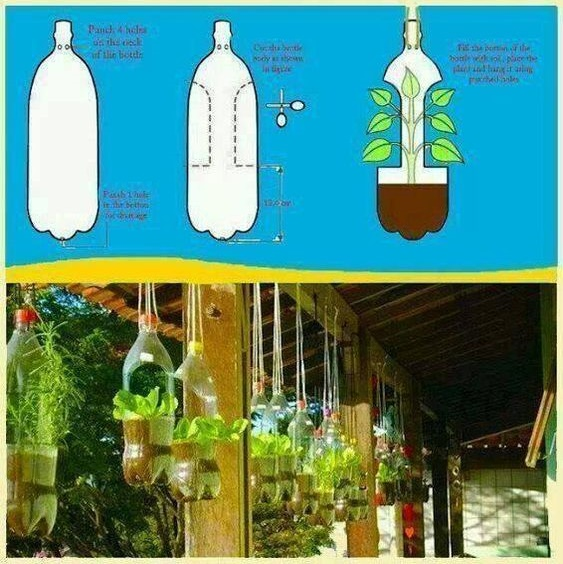 Punch 4 holes
on the neck
of the bottle
Punch 1 hole
in the bottom
for drainage
Cut the bottle
body as shown
in figure
Fill the bottom of the
bottle with soil, place the
plant and hang it using
punched holes